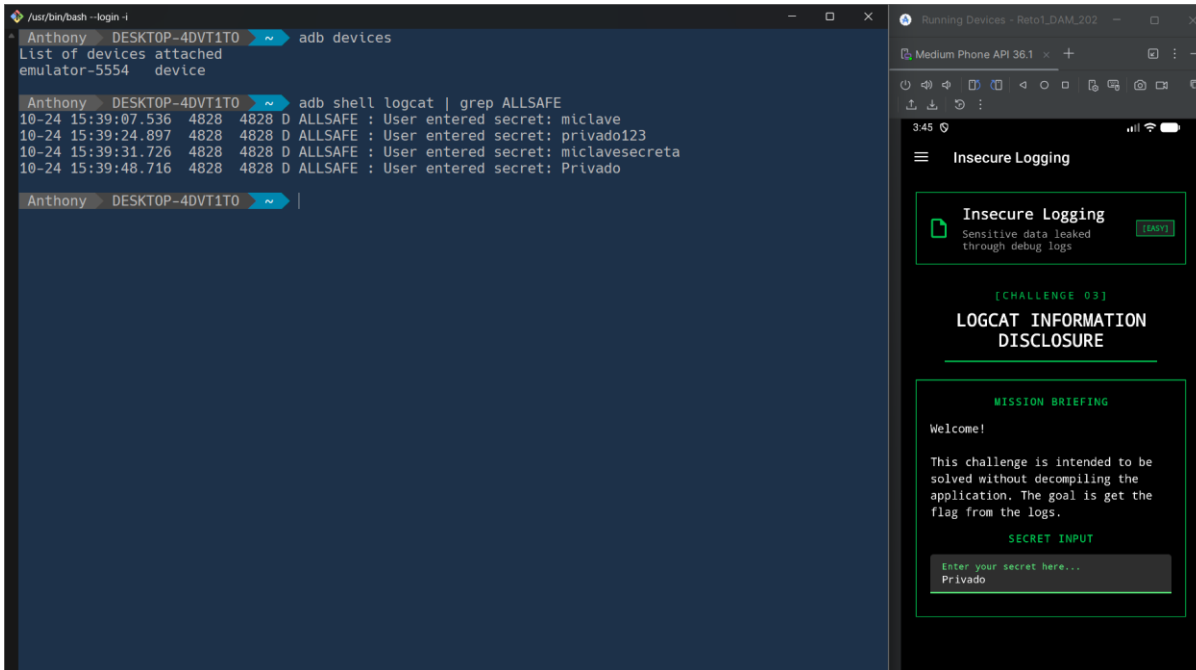 /usr/bin/bash --login -i
Anthony DESKTOP-4DVT1TO ~ adb devices
List of devices attached
emulator-5554 device
Anthony DESKTOP-4DVT1TO ~ adb shell logcat | grep ALLSAFE
10-24 15:39:07.536 4828 4828 D ALLSAFE : User entered secret: miclave
10-24 15:39:24.897 4828 4828 D ALLSAFE : User entered secret: privado123
10-24 15:39:31.726 4828 4828 D ALLSAFE : User entered secret: miclavesecreta
10-24 15:39:48.716 4828 4828 D ALLSAFE : User entered secret: Privado
Anthony DESKTOP-4DVT1TO ~
Running Devices - Reto1_DAM_202
Medium Phone API 36.1
3:45
Insecure Logging
Insecure Logging
Sensitive data leaked
through debug logs
[EASY]
[CHALLENGE 03]
LOGCAT INFORMATION
DISCLOSURE
MISSION BRIEFING
Welcome!
This challenge is intended to be
solved without decompiling the
application. The goal is get the
flag from the logs.
SECRET INPUT
Enter your secret here...
Privado